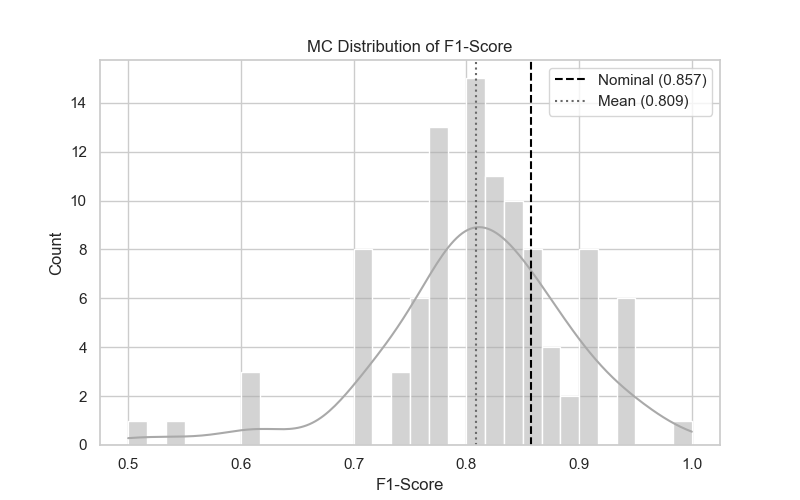 MC Distribution of F1-Score
Nominal (0.857)
Mean (0.809)
Count
14
12
10
8
6
4
2
0
0.5 0.6 0.7 0.8 0.9 1.0
F1-Score